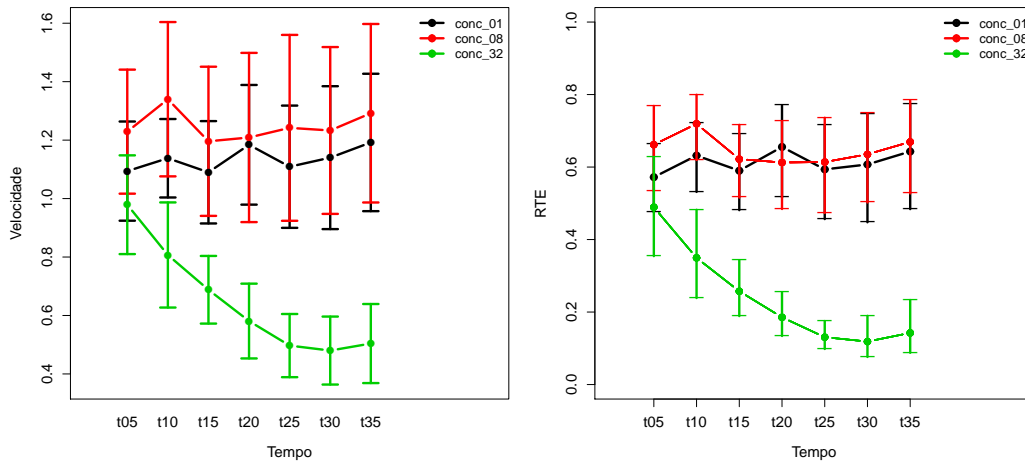 Velocidade
1.6
1.4
1.2
1.0
0.8
0.6
0.4
conc_01
conc_08
conc_32
t05 t10 t15 t20 t25 t30 t35
Tempo
RTE
1.0
0.8
0.6
0.4
0.2
0.0
conc_01
conc_08
conc_32
t05 t10 t15 t20 t25 t30 t35
Tempo